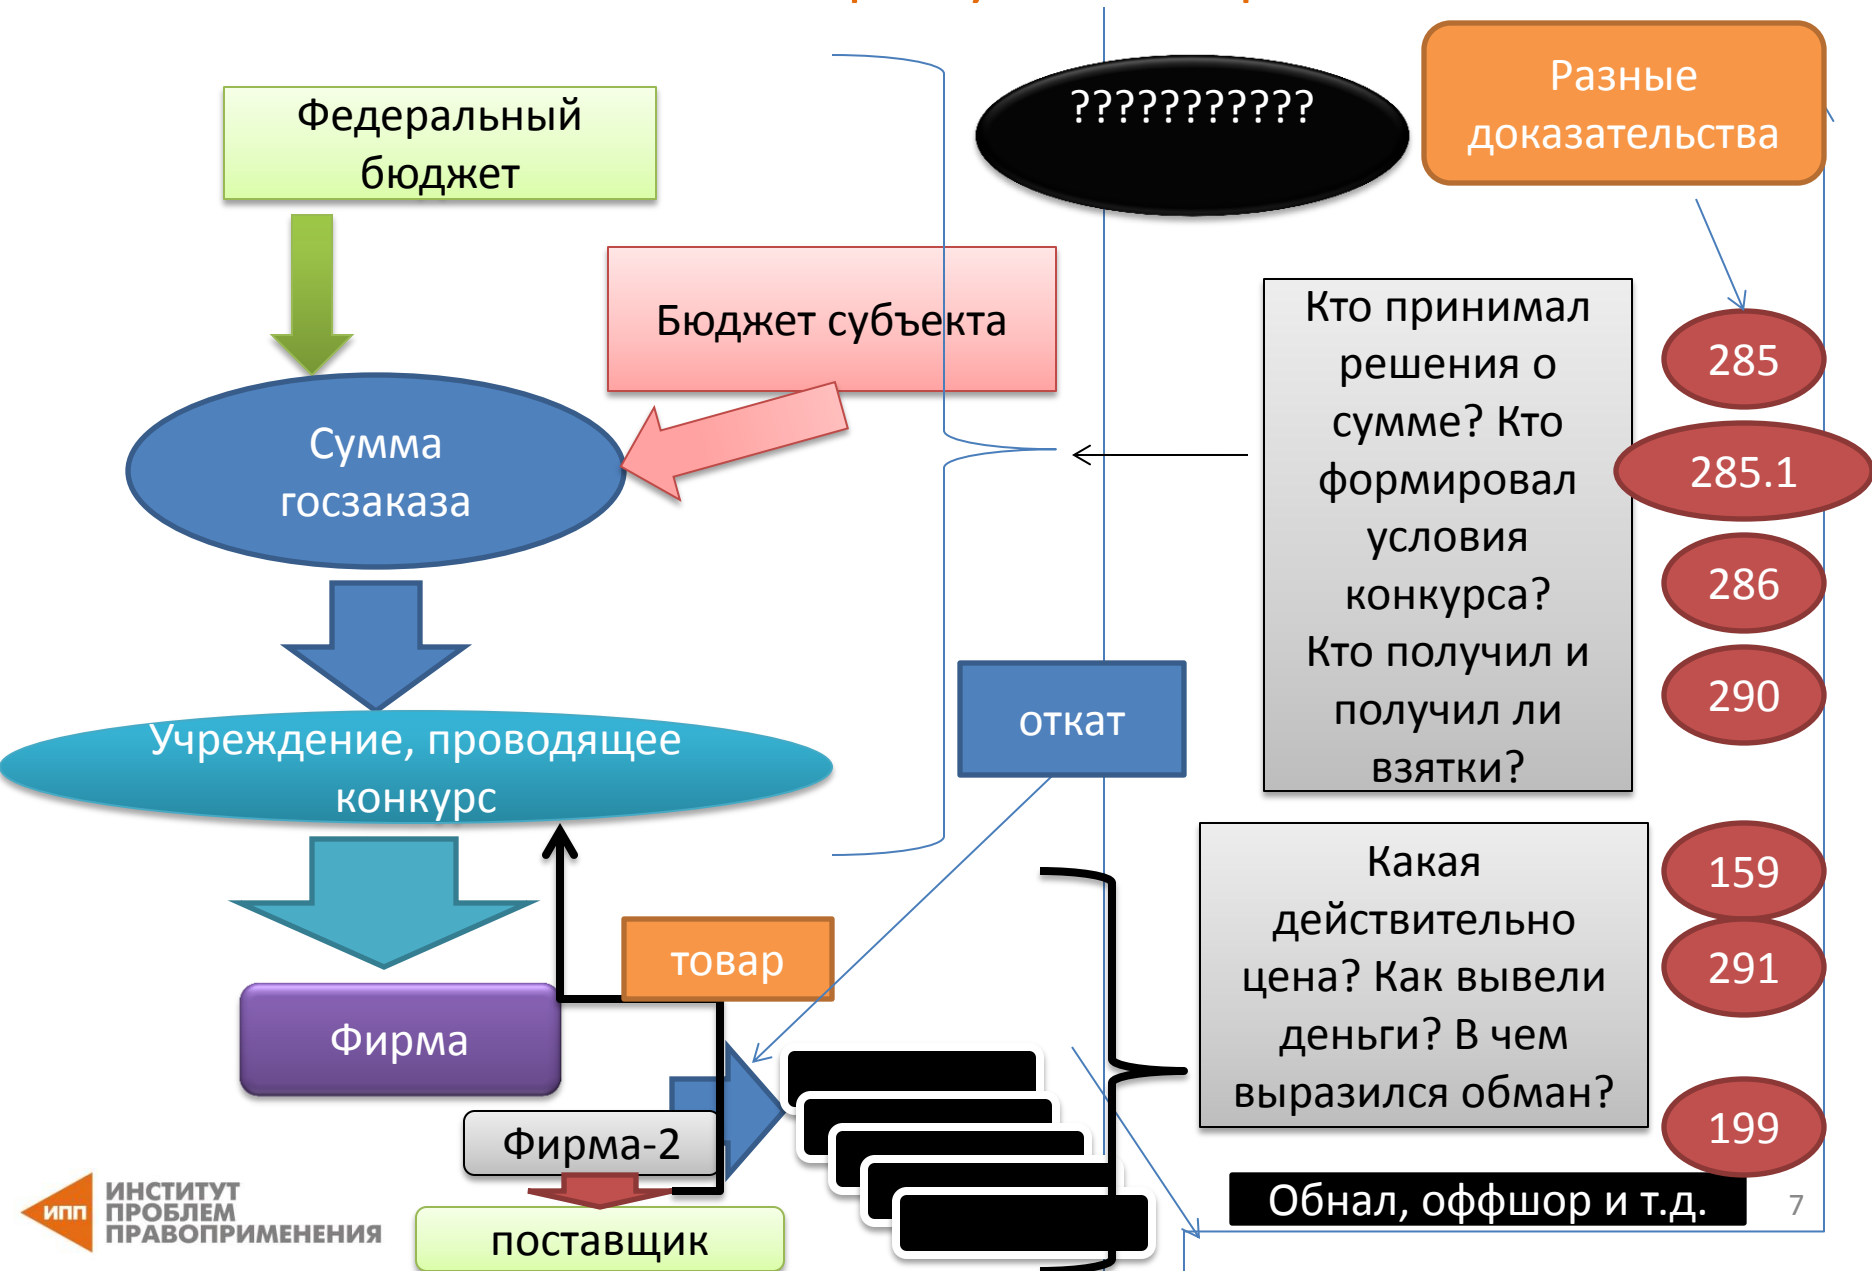 Федеральный
бюджет
???????????
Разные
доказательства
Бюджет субъекта
Сумма
госзаказа
Кто принимал
решения о
сумме? Кто
формировал
условия
конкурса?
Кто получил и
получил ли
взятки?
285
285.1
286
290
откат
Учреждение, проводящее
конкурс
товар
Фирма
Фирма-2
поставщик
Какая
действительно
цена? Как вывели
деньги? В чем
выразился обман?
159
291
199
Обнал, оффшор и т.д.
7
ИПП
ИНСТИТУТ
ПРОБЛЕМ
ПРАВОПРИМЕНЕНИЯ